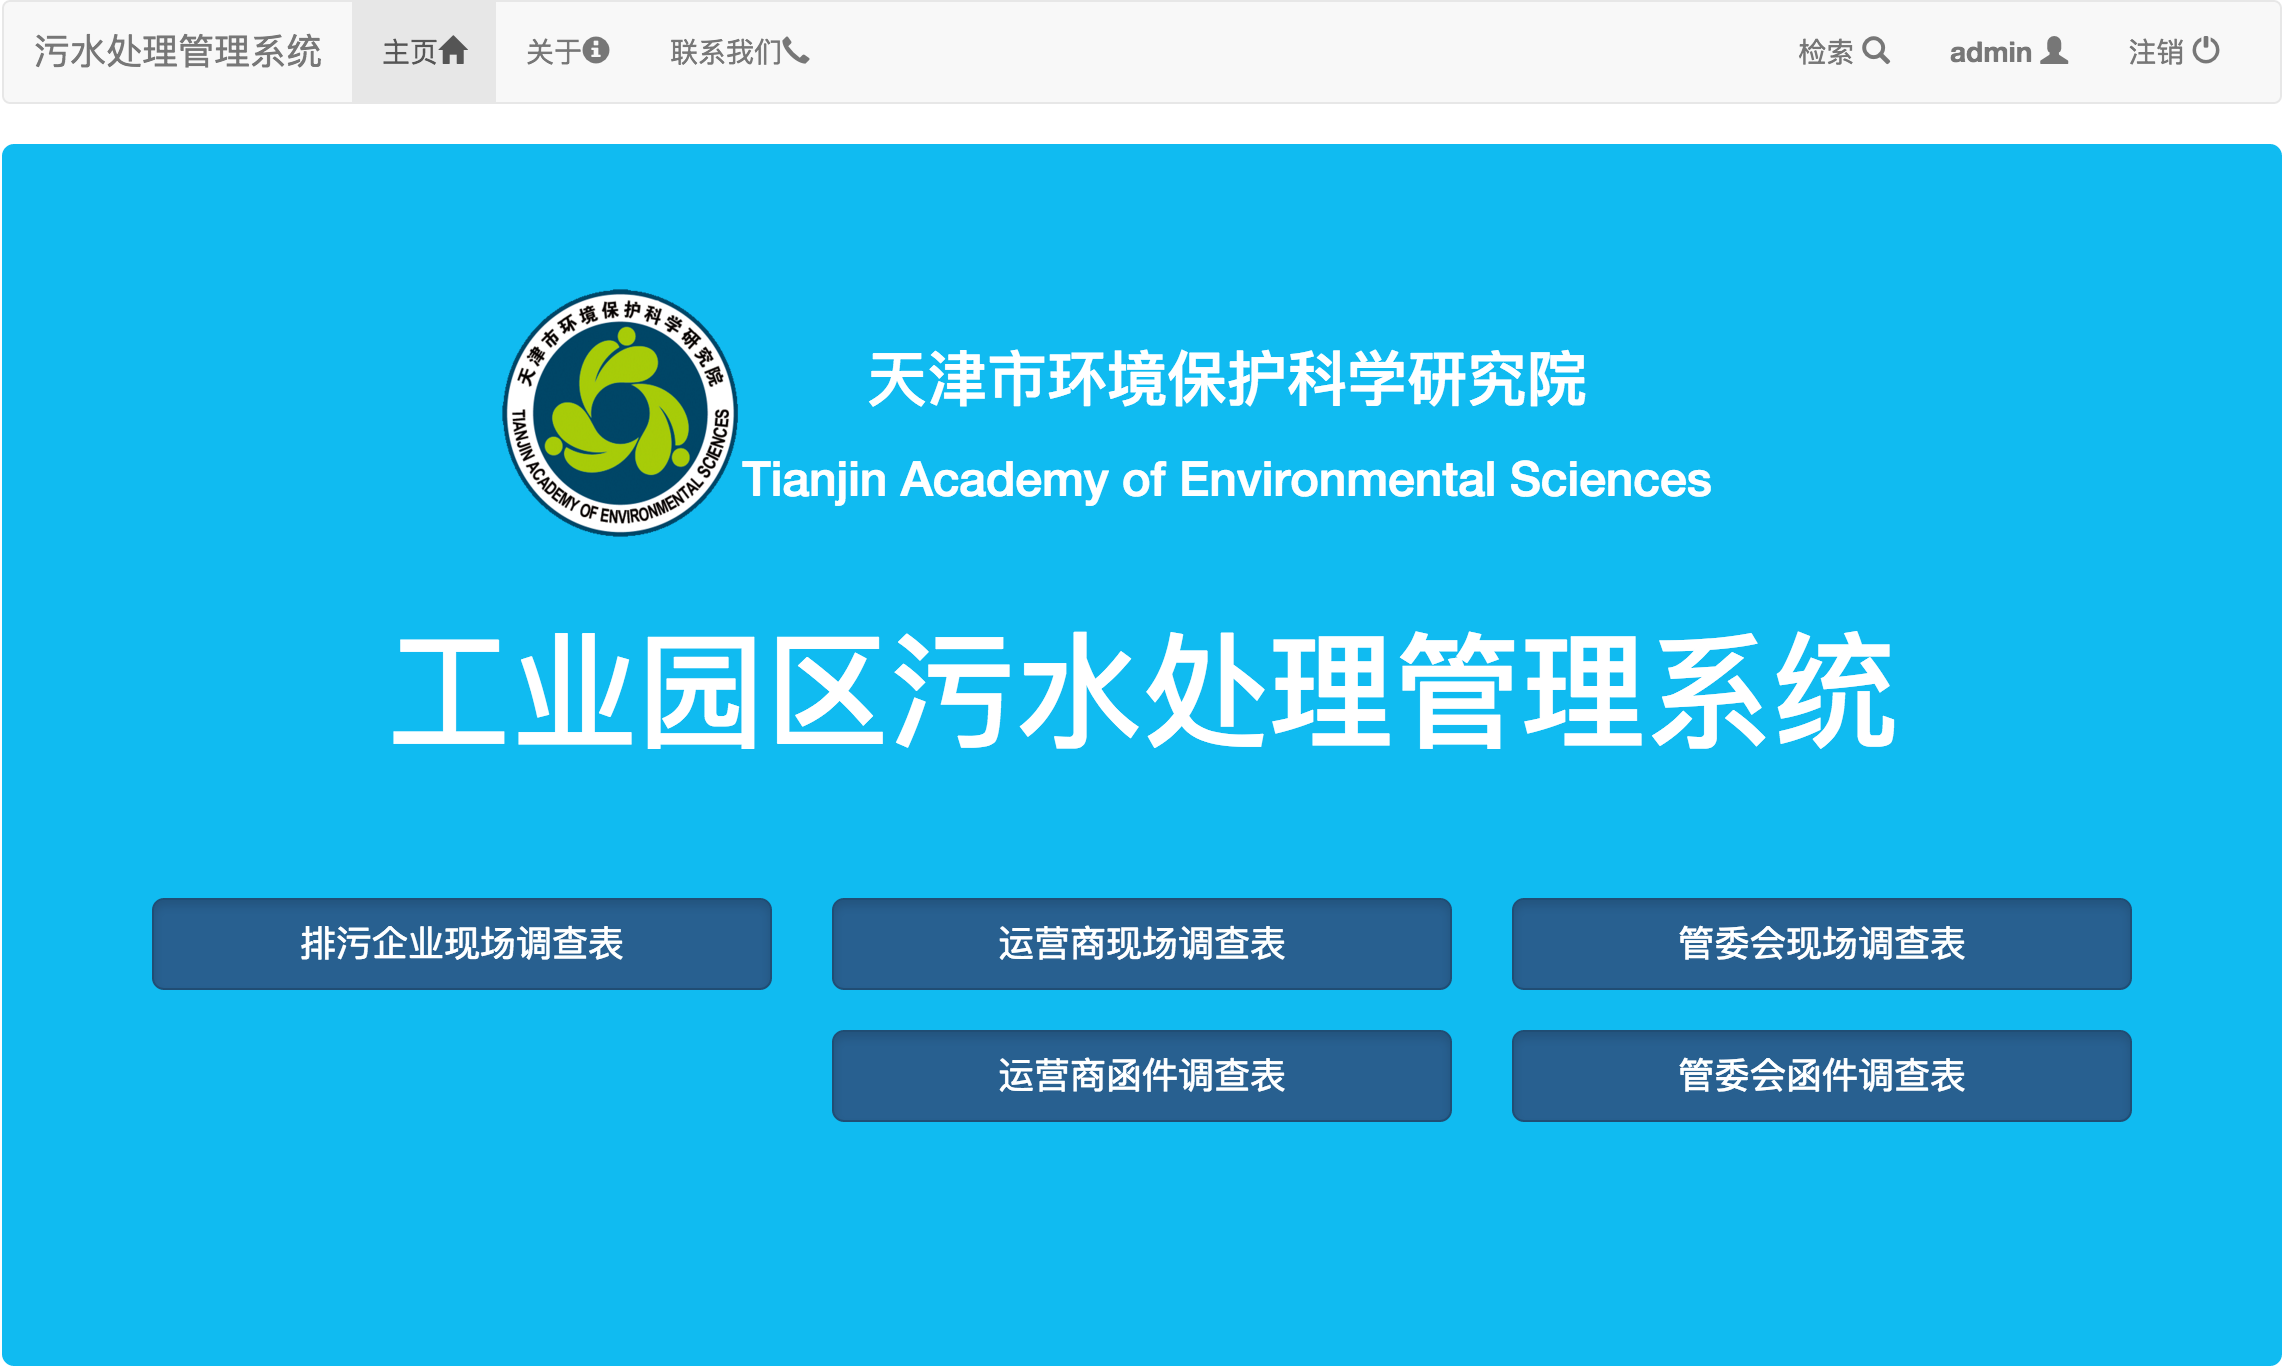 污水处理管理系统
主页
关于
联系我们
检索
admin
注销
天津市环境保护科学研究院
TIANJIN ACADEMY OF ENVIRONMENTAL SCIENCES
天津市环境保护科学研究院
Tianjin Academy of Environmental Sciences
工业园区污水处理管理系统
排污企业现场调查表
运营商现场调查表
管委会现场调查表
运营商函件调查表
管委会函件调查表